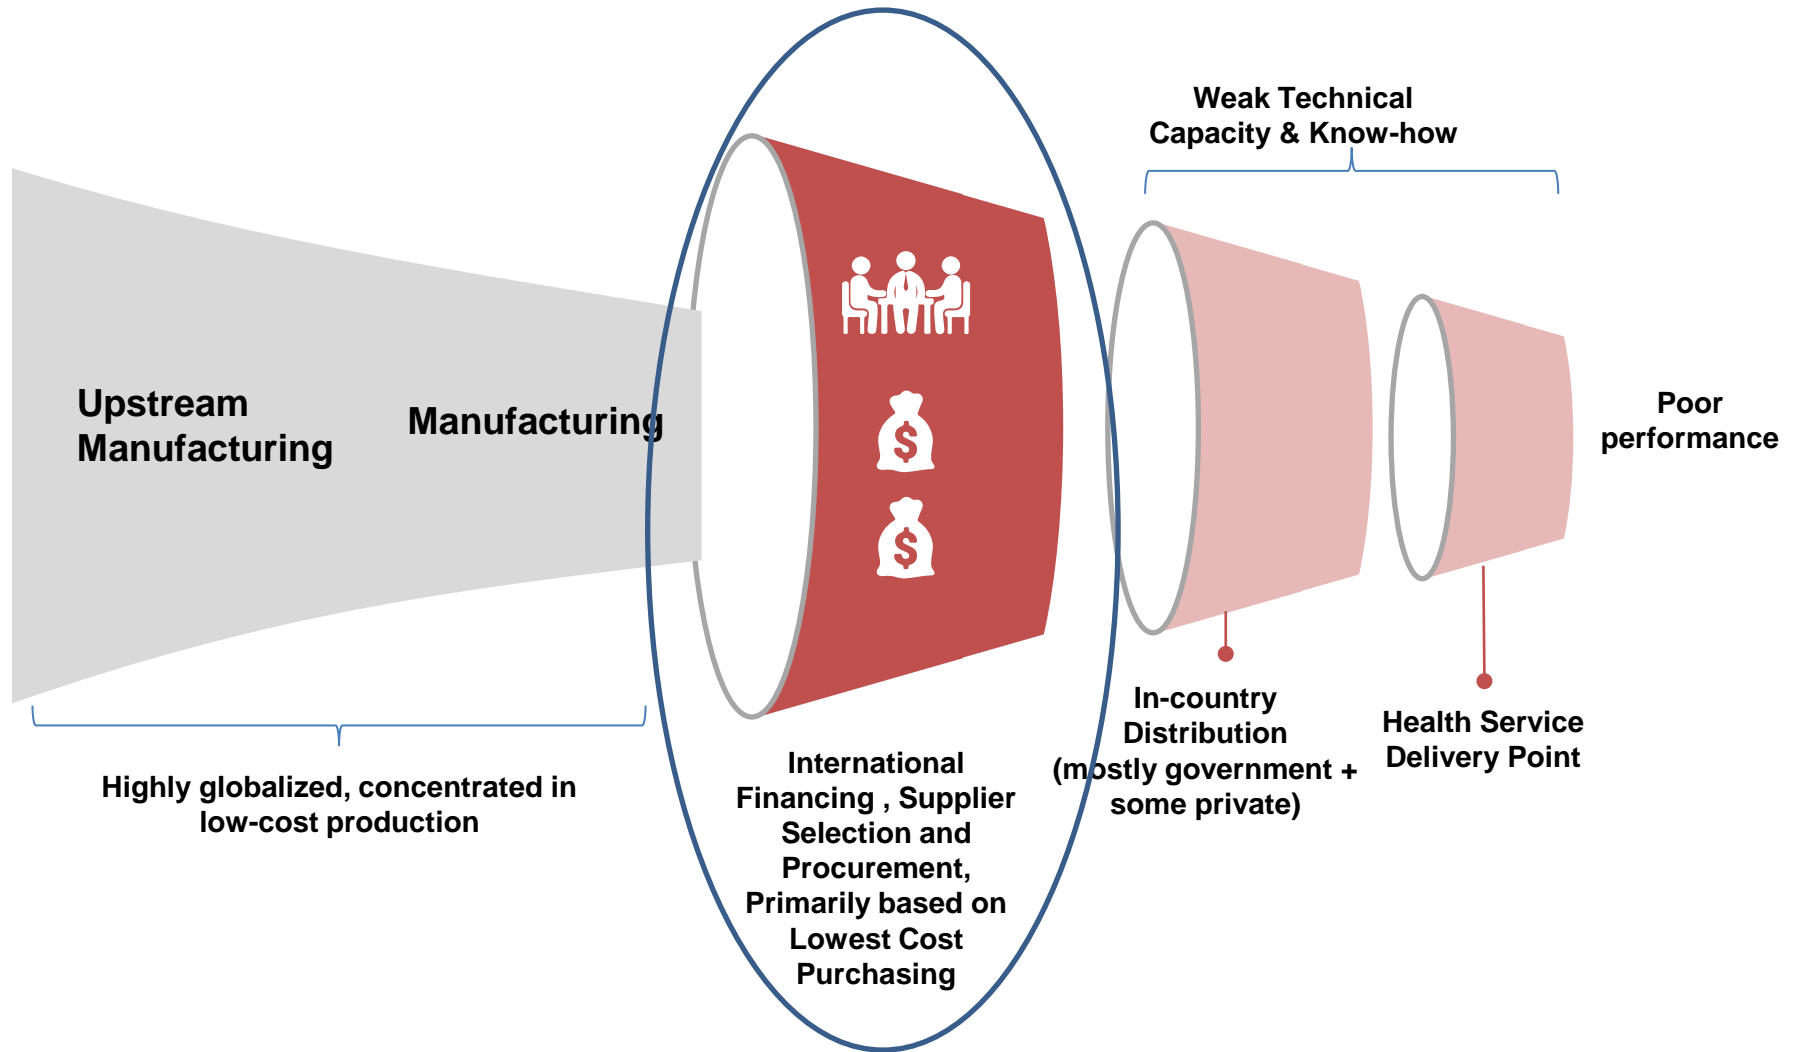 Weak Technical
Capacity & Know-how
Upstream
Manufacturing
Manufacturing
$
$
Poor
performance
Highly globalized, concentrated in
low-cost production
International
Financing , Supplier
Selection and
Procurement,
Primarily based on
Lowest Cost
Purchasing
In-country
Distribution
(mostly government +
some private)
Health Service
Delivery Point